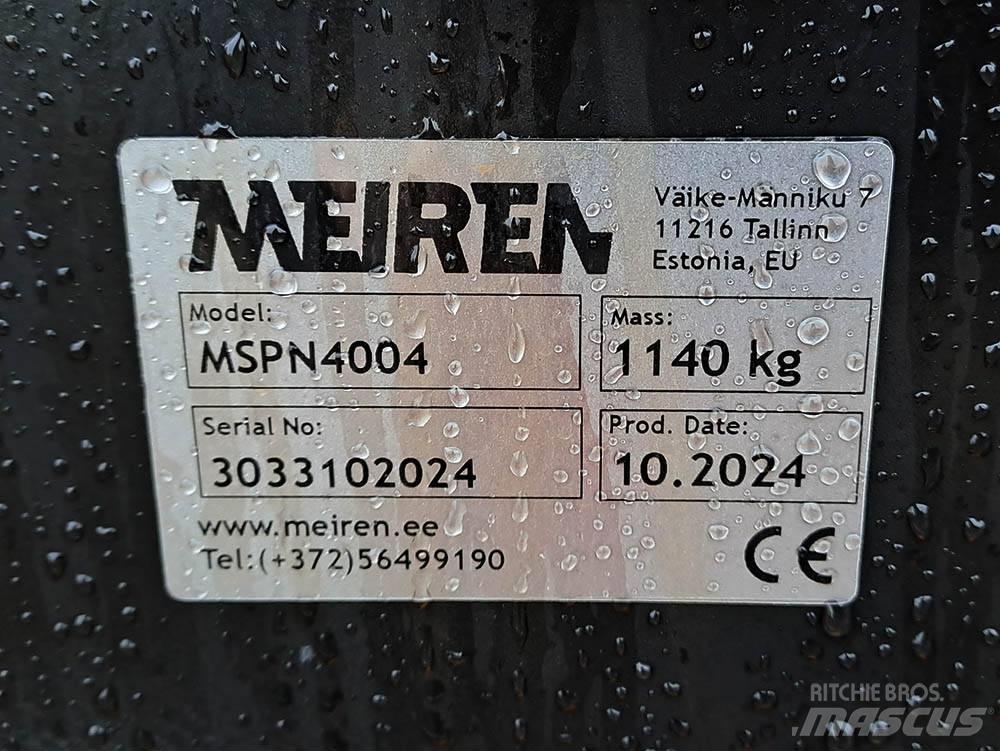 MEIREN
Väike-Männiku 7
11216 Tallinn
Estonia, EU
Model:
MSPN4004
Mass:
1140 kg
Serial No:
3033102024
Prod. Date:
10.2024
www.meiren.ee
Tel:(+372)56499190
CE
RITCHIE BROS.
MASCUS